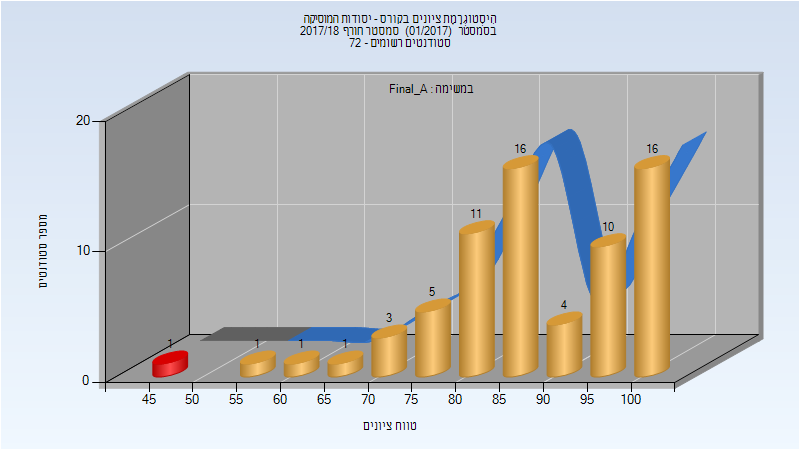 היסטוגרמת ציונים בקורס - יסודות המוסיקה
בסמסטר (01/2017) סמסטר חורף 2017/18
סטודנטים רשומים - 72
במשימה : Final_A
מספר סטודנטים
20
10
0
1 1 1 1 3 5 11 16 4 10 16
45 50 55 60 65 70 75 80 85 90 95 100
טווח ציונים